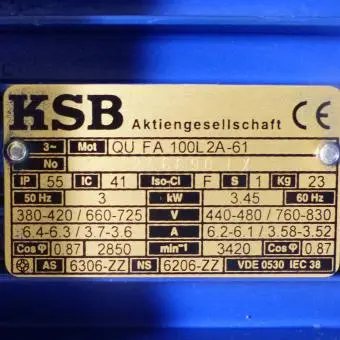 KSB Aktiengesellschaft CE
3~ Mot QU FA 100L 2A-61
No
IP 55 IC 41 Iso-Cl F S 1 Kg 23
50 Hz 3 kW 3.45 60 Hz
380-420 / 660-725 V 440-480 / 760-830
6.4-6.3 / 3.7-3.6 A 6.2-6.1 / 3.58-3.52
Cos φ 0.87 2850 min⁻¹ 3420 Cos φ 0.87
AS 6306-ZZ NS 6206-ZZ VDE 0530 IEC 38